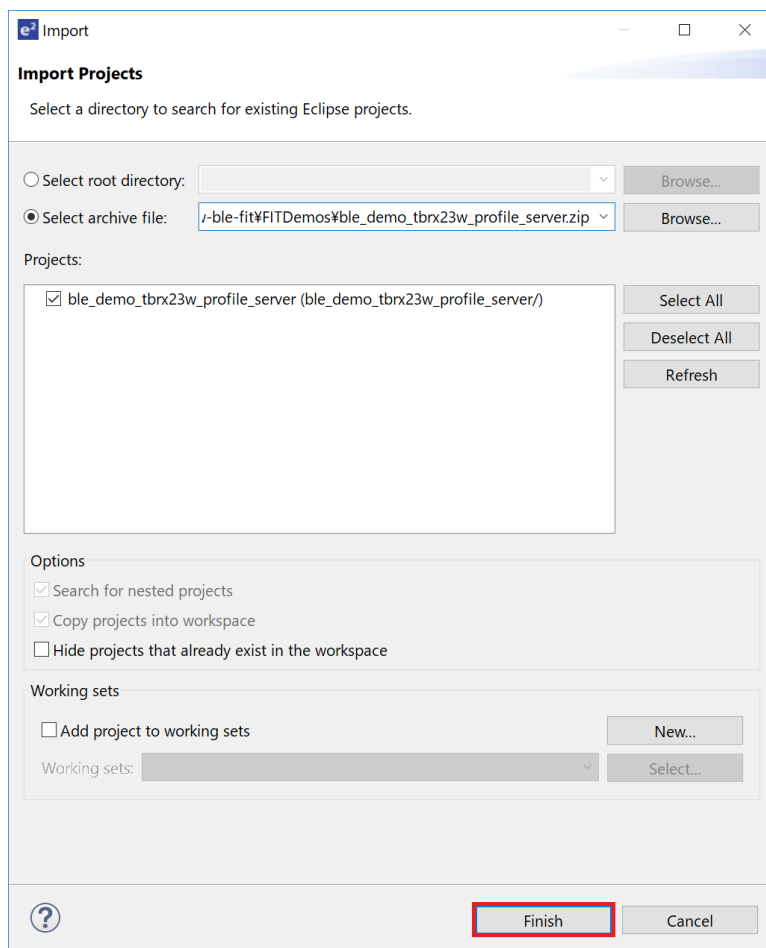 e² Import
Import Projects
Select a directory to search for existing Eclipse projects.
Select root directory:
Browse...
Select archive file:
-ble-fit¥FITDemos¥ble_demo_tbrx23w_profile_server.zip
Browse...
Projects:
ble_demo_tbrx23w_profile_server (ble_demo_tbrx23w_profile_server/)
Select All
Deselect All
Refresh
Options
Search for nested projects
Copy projects into workspace
Hide projects that already exist in the workspace
Working sets
Add project to working sets
New...
Working sets:
Select...
?
Finish
Cancel